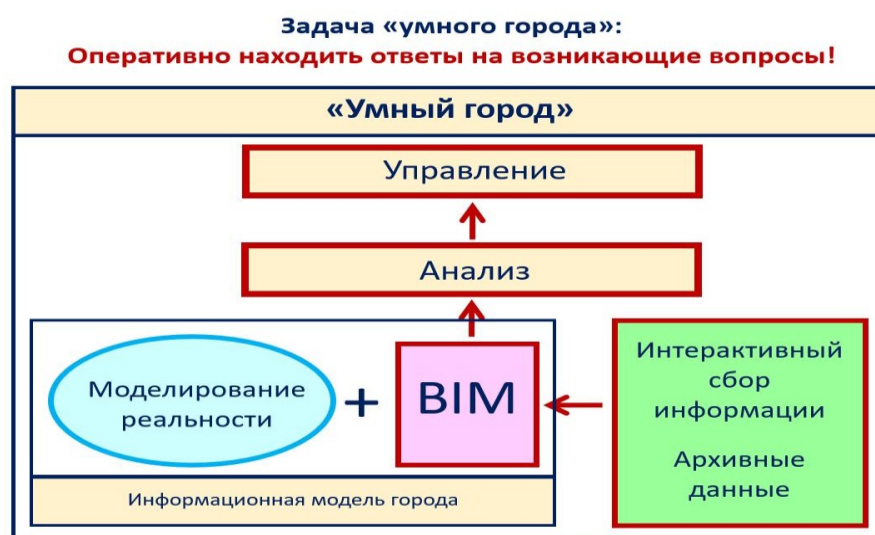 Задача «умного города»:
Оперативно находить ответы на возникающие вопросы!
«Умный город»
Управление
Анализ
Моделирование
реальности
+
BIM
Информационная модель города
Интерактивный
сбор
информации
Архивные
данные